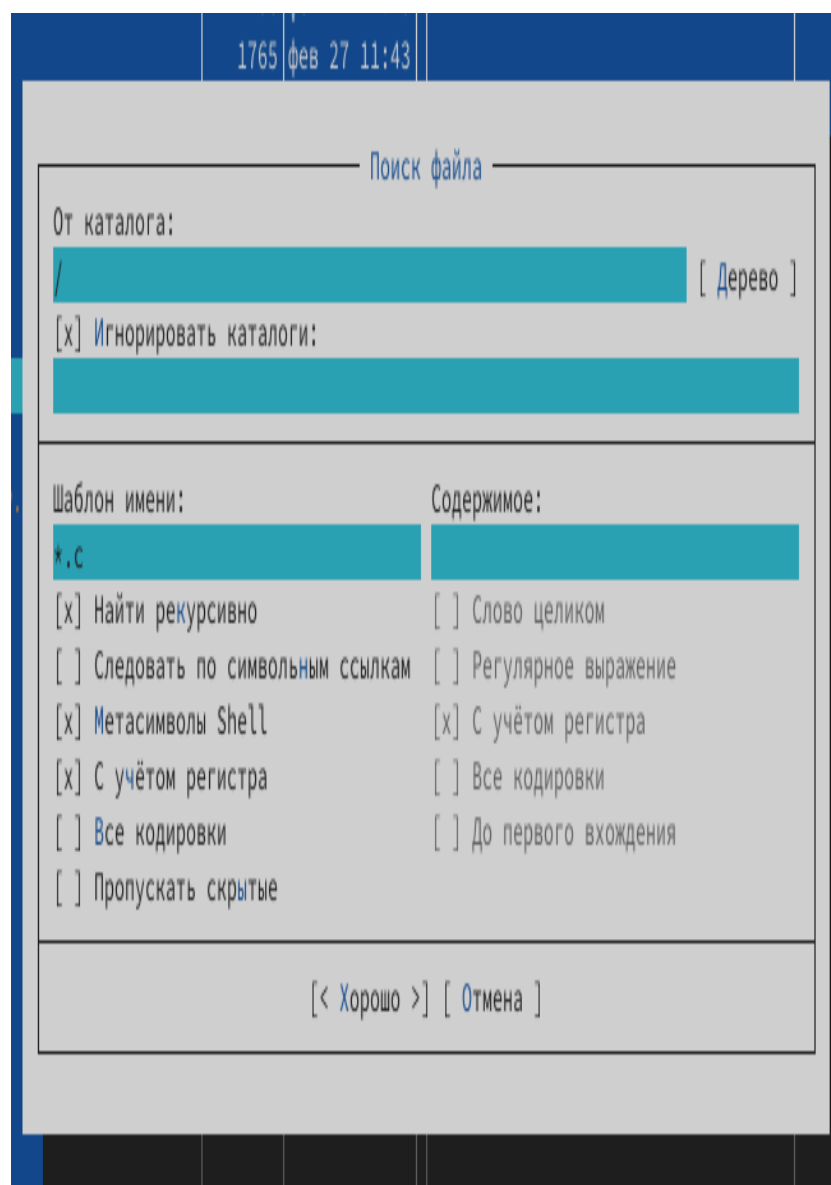 1765 фев 27 11:43
Поиск файла
От каталога:
/ [ Дерево ]
[x] Игнорировать каталоги:
Шаблон имени: Содержимое:
*.c
[x] Найти рекурсивно [ ] Слово целиком
[ ] Следовать по символьным ссылкам [ ] Регулярное выражение
[x] Метасимволы Shell [x] С учётом регистра
[x] С учётом регистра [ ] Все кодировки
[ ] Все кодировки [ ] До первого вхождения
[ ] Пропускать скрытые
[< Хорошо >] [ Отмена ]